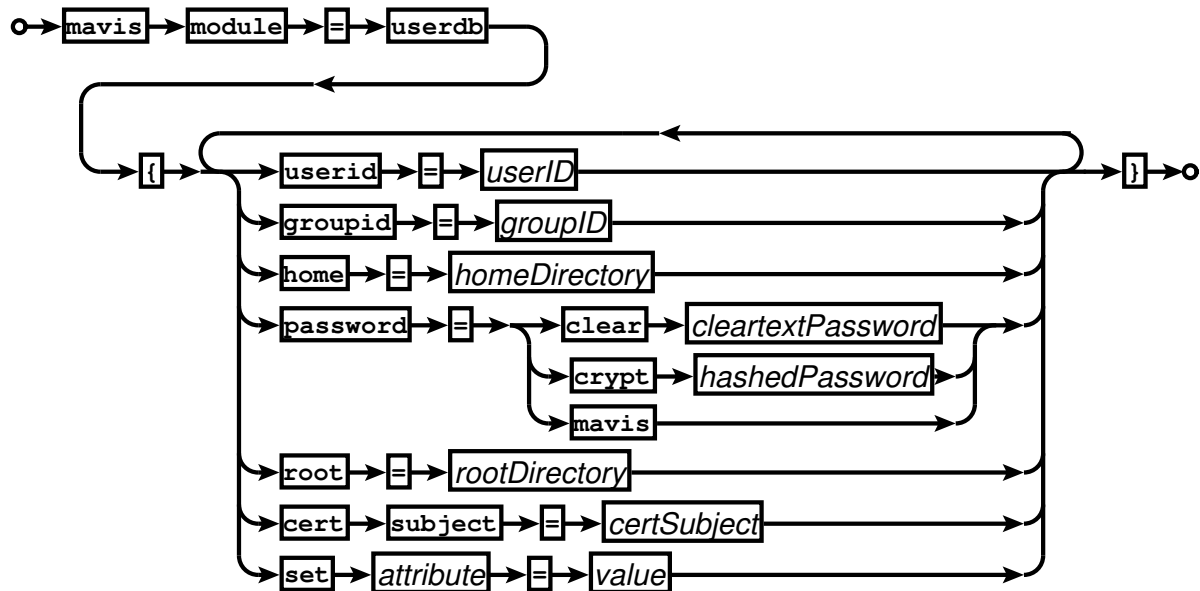 mavis module = userdb
{ userid = userID }
groupid = groupID
home = homeDirectory
password = clear cleartextPassword
crypt hashedPassword
mavis
root = rootDirectory
cert subject = certSubject
set attribute = value